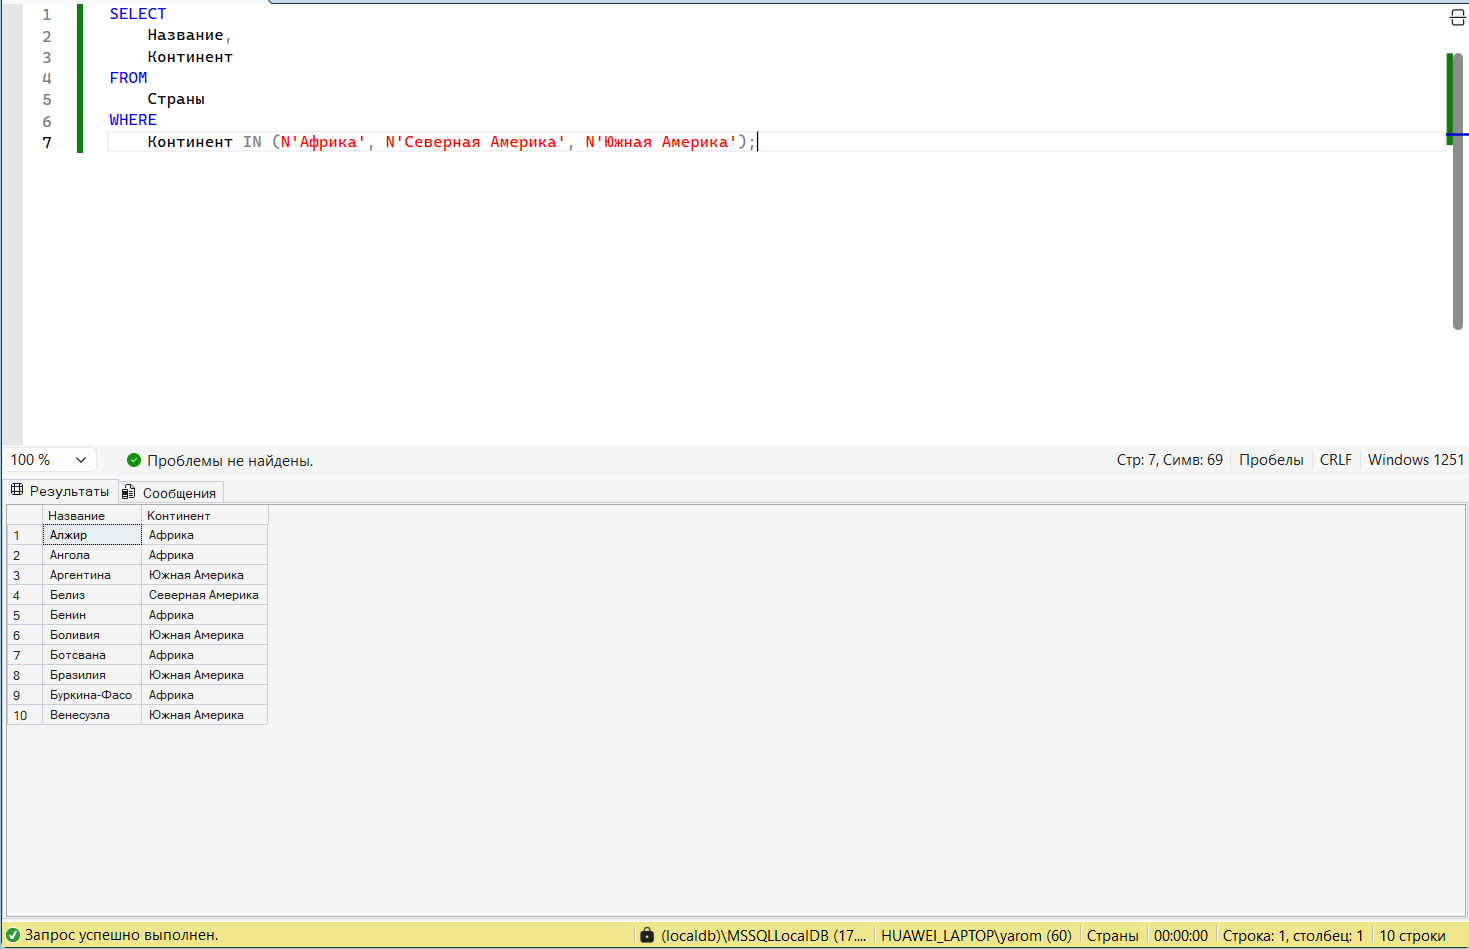 1 SELECT
2 Название,
3 Континент
4 FROM
5 Страны
6 WHERE
7 Континент IN (N'Африка', N'Северная Америка', N'Южная Америка');
100 % Проблемы не найдены. Стр: 7, Симв: 69 Пробелы CRLF Windows 1251
Результаты Сообщения
Название Континент
1 Алжир Африка
2 Ангола Африка
3 Аргентина Южная Америка
4 Белиз Северная Америка
5 Бенин Африка
6 Боливия Южная Америка
7 Ботсвана Африка
8 Бразилия Южная Америка
9 Буркина-Фасо Африка
10 Венесуэла Южная Америка
Запрос успешно выполнен. (localdb)\MSSQLLocalDB (17.... HUAWEI_LAPTOP\yarom (60) Страны 00:00:00 Строка: 1, столбец: 1 10 строки